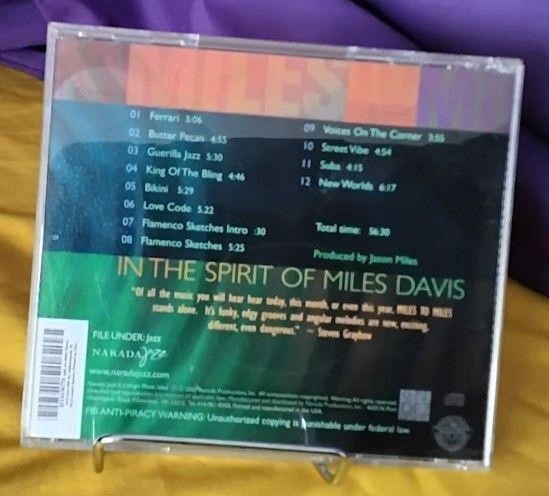 MILES
01 Ferrari 5:06
02 Butter Pecan 4:55
03 Guerilla Jazz 5:30
04 King Of The Bling 4:46
05 Bikini 5:29
06 Love Code 5.22
07 Flamenco Sketches Intro :30
08 Flamenco Sketches 5:25
09 Voices On The Corner 3:55
10 Street Vibe 4:54
11 Suba 4:15
12 New Worlds 6:17
Total time: 56:30
Produced by Jason Miles
IN THE SPIRIT OF MILES DAVIS
"Of all the music you will hear hear today, this month, or even this year, MILES TO MILES
stands alone. It's funky, edgy grooves and angular melodies are new, exciting,
different, even dangerous." ~ Steven Graybow
FILE UNDER: Jazz
NARADA Jazz
www.naradajazz.com
FBI ANTI-PIRACY WARNING: Unauthorized copying is punishable under federal law